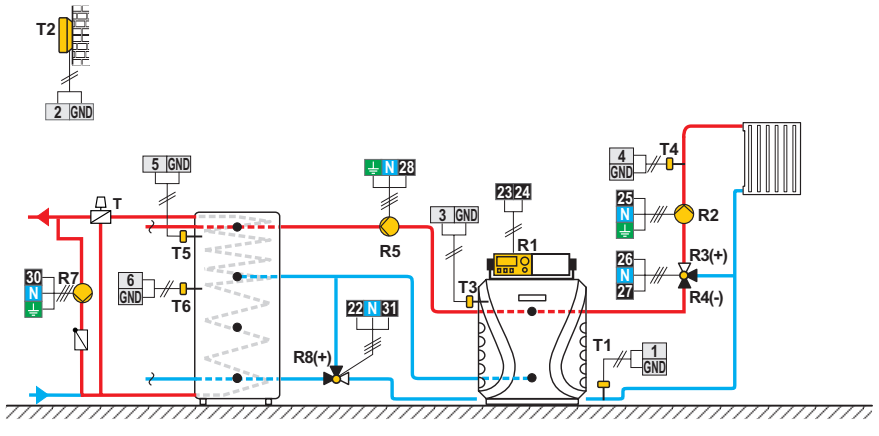 T2
2 GND
5 GND
T
T5
6
GND
T6
30
N
R7
N 28
R5
22 N 31
R8(+)
3 GND
T3
23 24
R1
4
GND
T4
25
N
R2
26
N
27
R3(+)
R4(-)
T1
1
GND